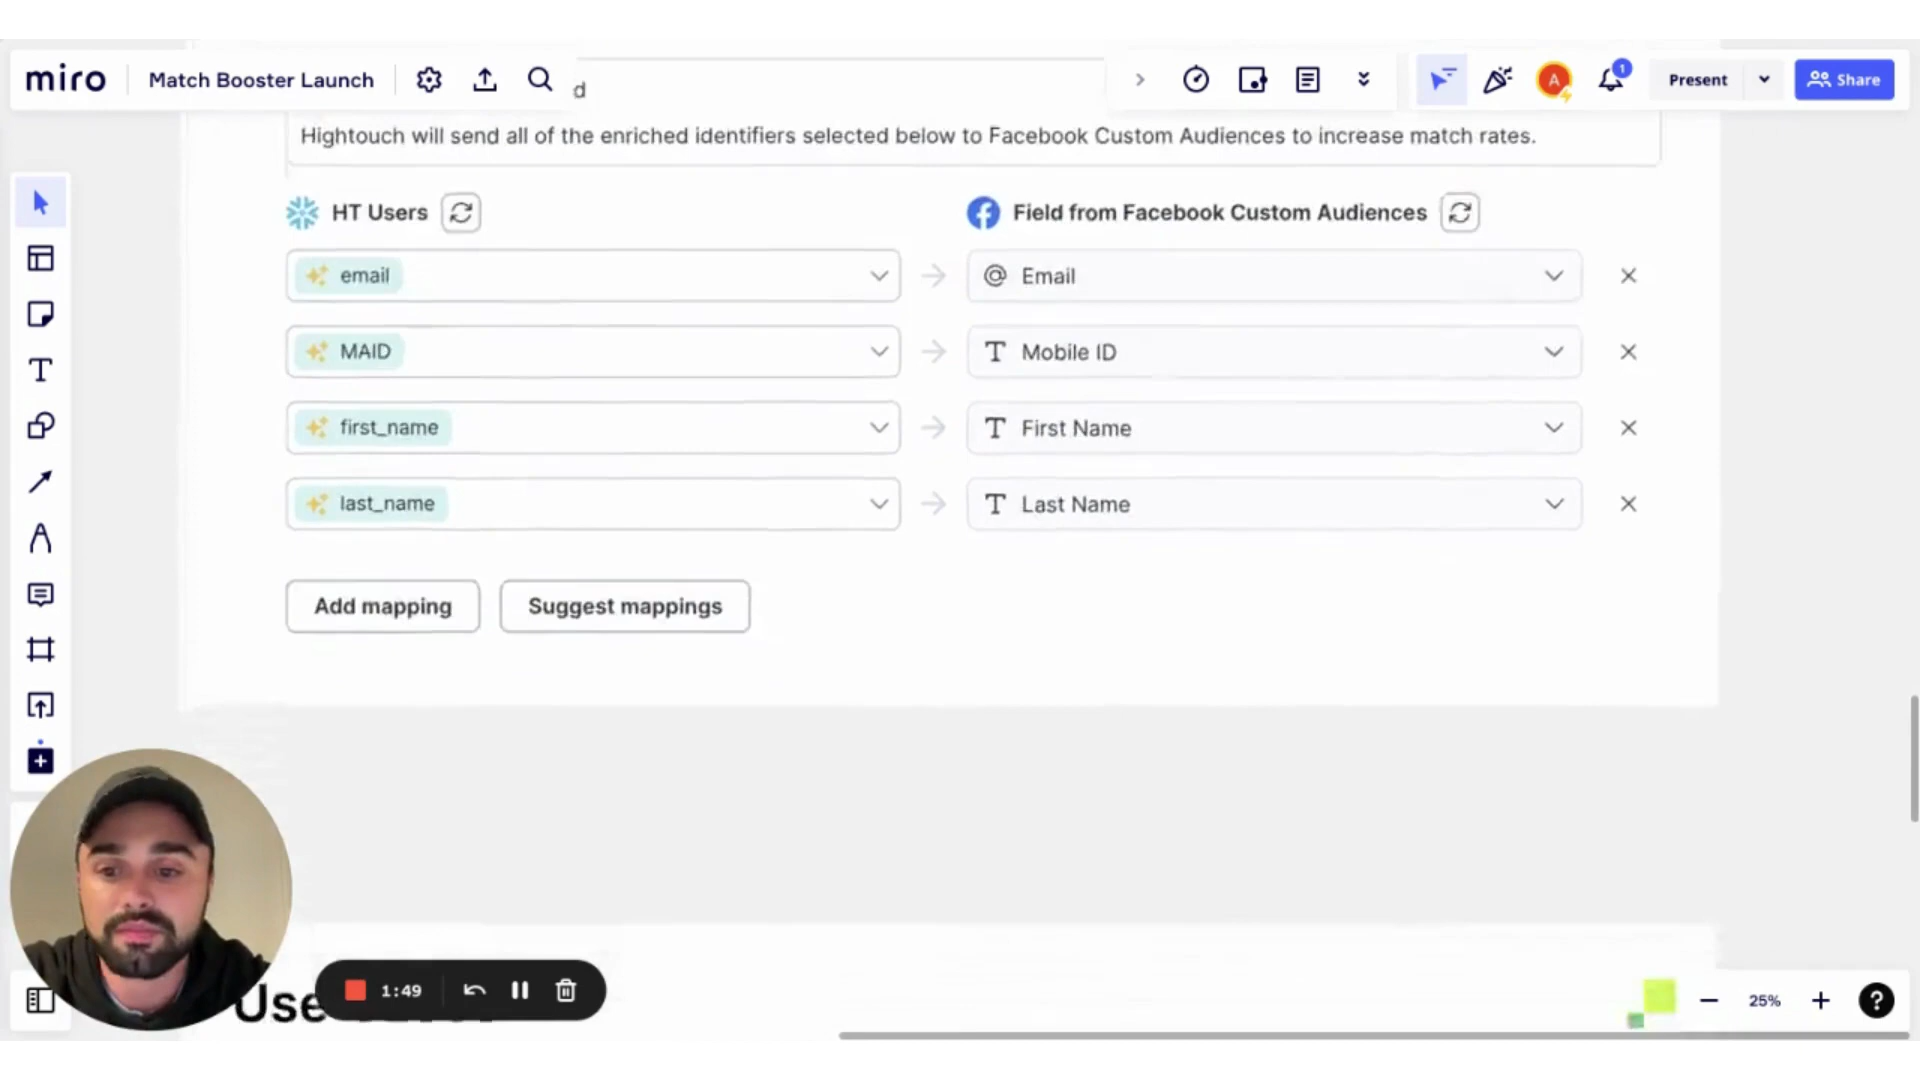 miro
Match Booster Launch
d
A
1
Present
Share
Hightouch will send all of the enriched identifiers selected below to Facebook Custom Audiences to increase match rates.
HT Users
Field from Facebook Custom Audiences
email
Email
MAID
T Mobile ID
first_name
T First Name
last_name
T Last Name
Add mapping
Suggest mappings
1:49
25%
?